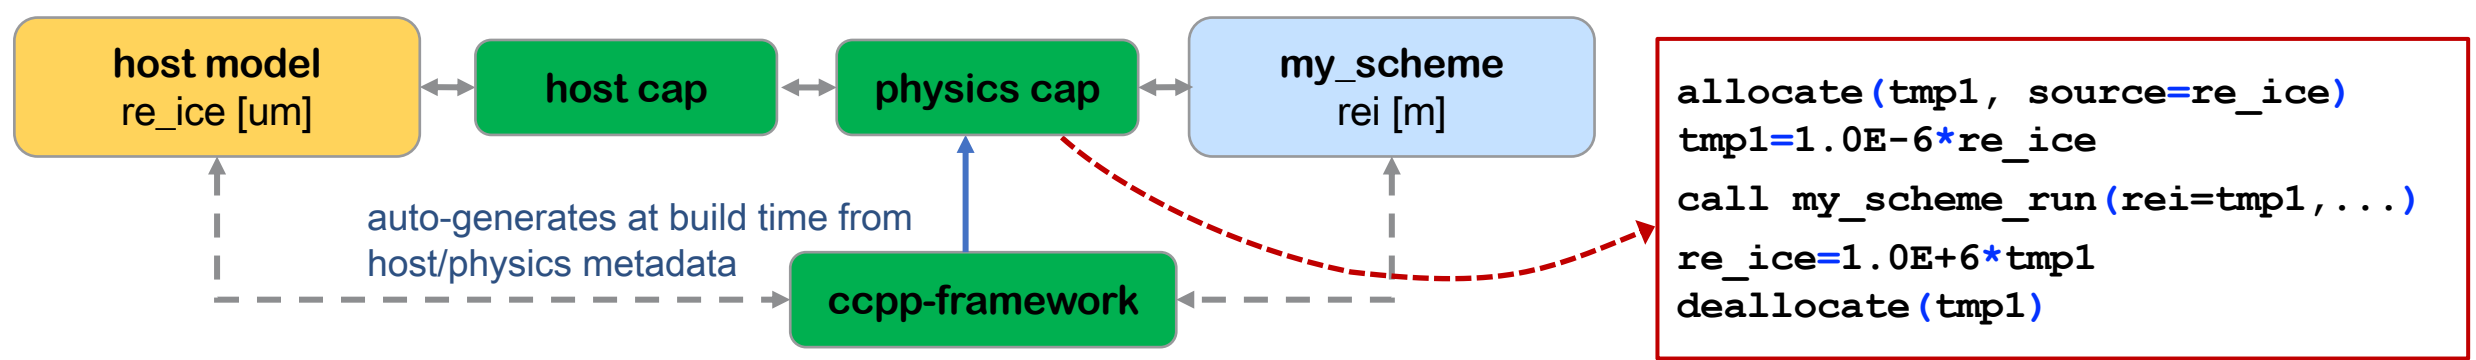 host model
re_ice [um]
host cap
physics cap
my_scheme
rei [m]
auto-generates at build time from
host/physics metadata
ccpp-framework
allocate(tmp1, source=re_ice)
tmp1=1.0E-6*re_ice
call my_scheme_run(rei=tmp1,...)
re_ice=1.0E+6*tmp1
deallocate(tmp1)